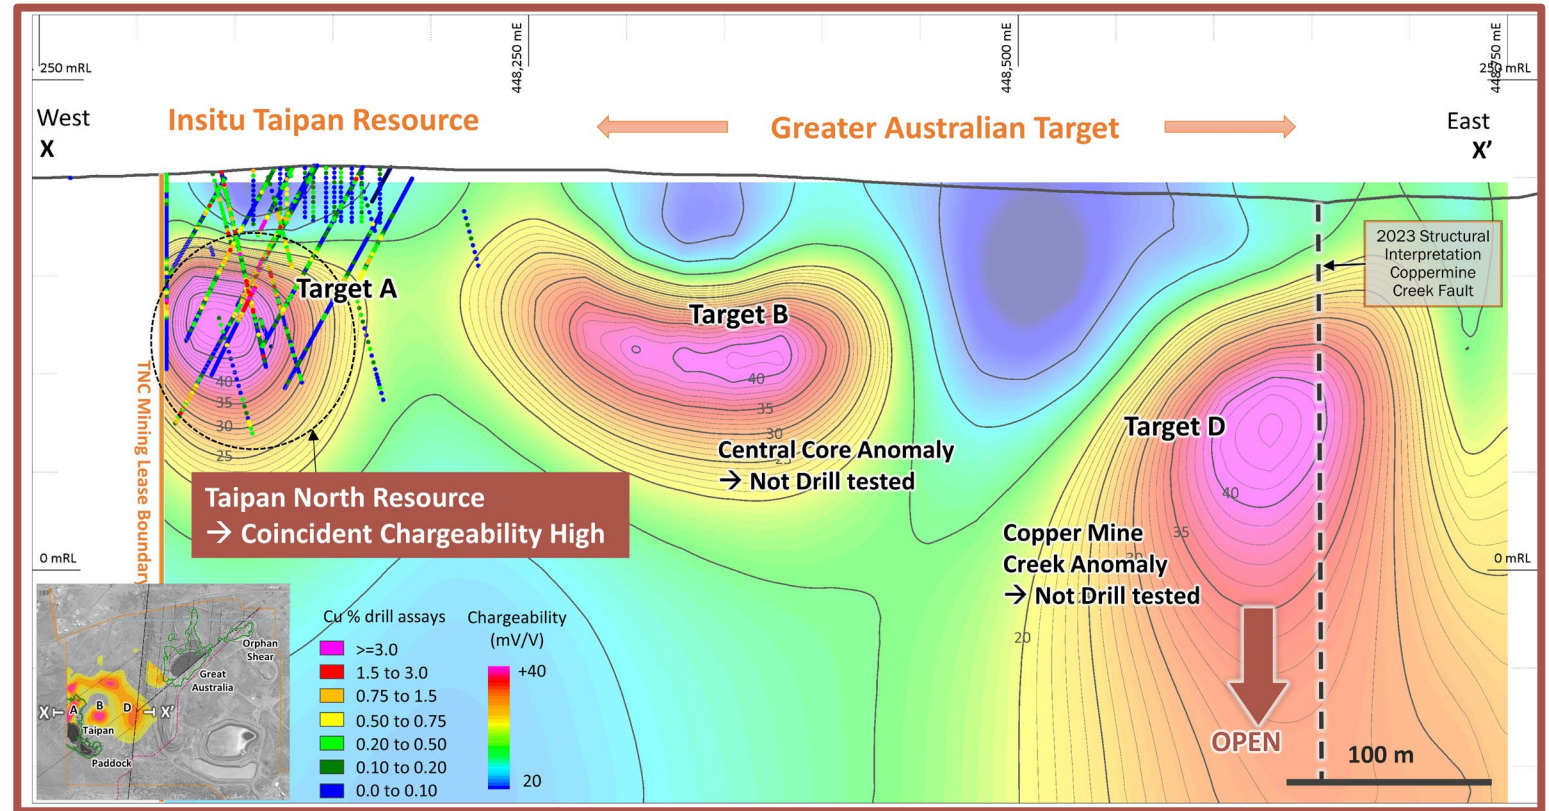 448,250 mE
448,500 mE
448,750 mE
250 mRL
250 mRL
West
X
Insitu Taipan Resource
Greater Australian Target
East
X'
2023 Structural
Interpretation
Coppermine
Creek Fault
Target A
Target B
Target D
40
35
30
25
40
35
30
25
40
35
30
20
Central Core Anomaly
→ Not Drill tested
TNC Mining Lease Boundary
Taipan North Resource
→ Coincident Chargeability High
Copper Mine
Creek Anomaly
→ Not Drill tested
0 mRL
0 mRL
Orphan
Shear
Great
Australia
X
A
B
D
X'
Taipan
Paddock
Cu % drill assays
>=3.0
1.5 to 3.0
0.75 to 1.5
0.50 to 0.75
0.20 to 0.50
0.10 to 0.20
0.0 to 0.10
Chargeability
(mV/V)
+40
20
OPEN
100 m